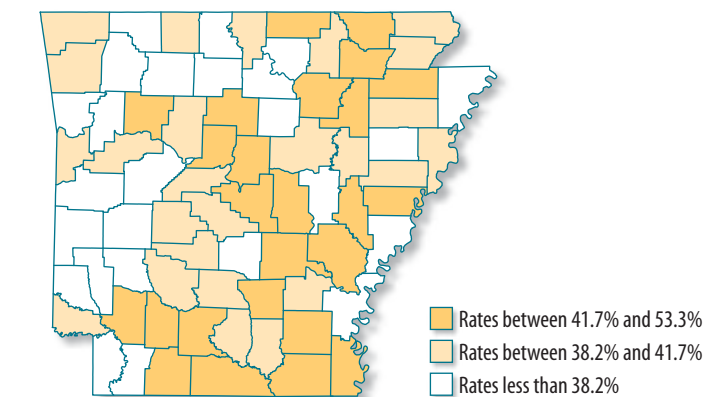 Rates between 41.7% and 53.3%
Rates between 38.2% and 41.7%
Rates less than 38.2%